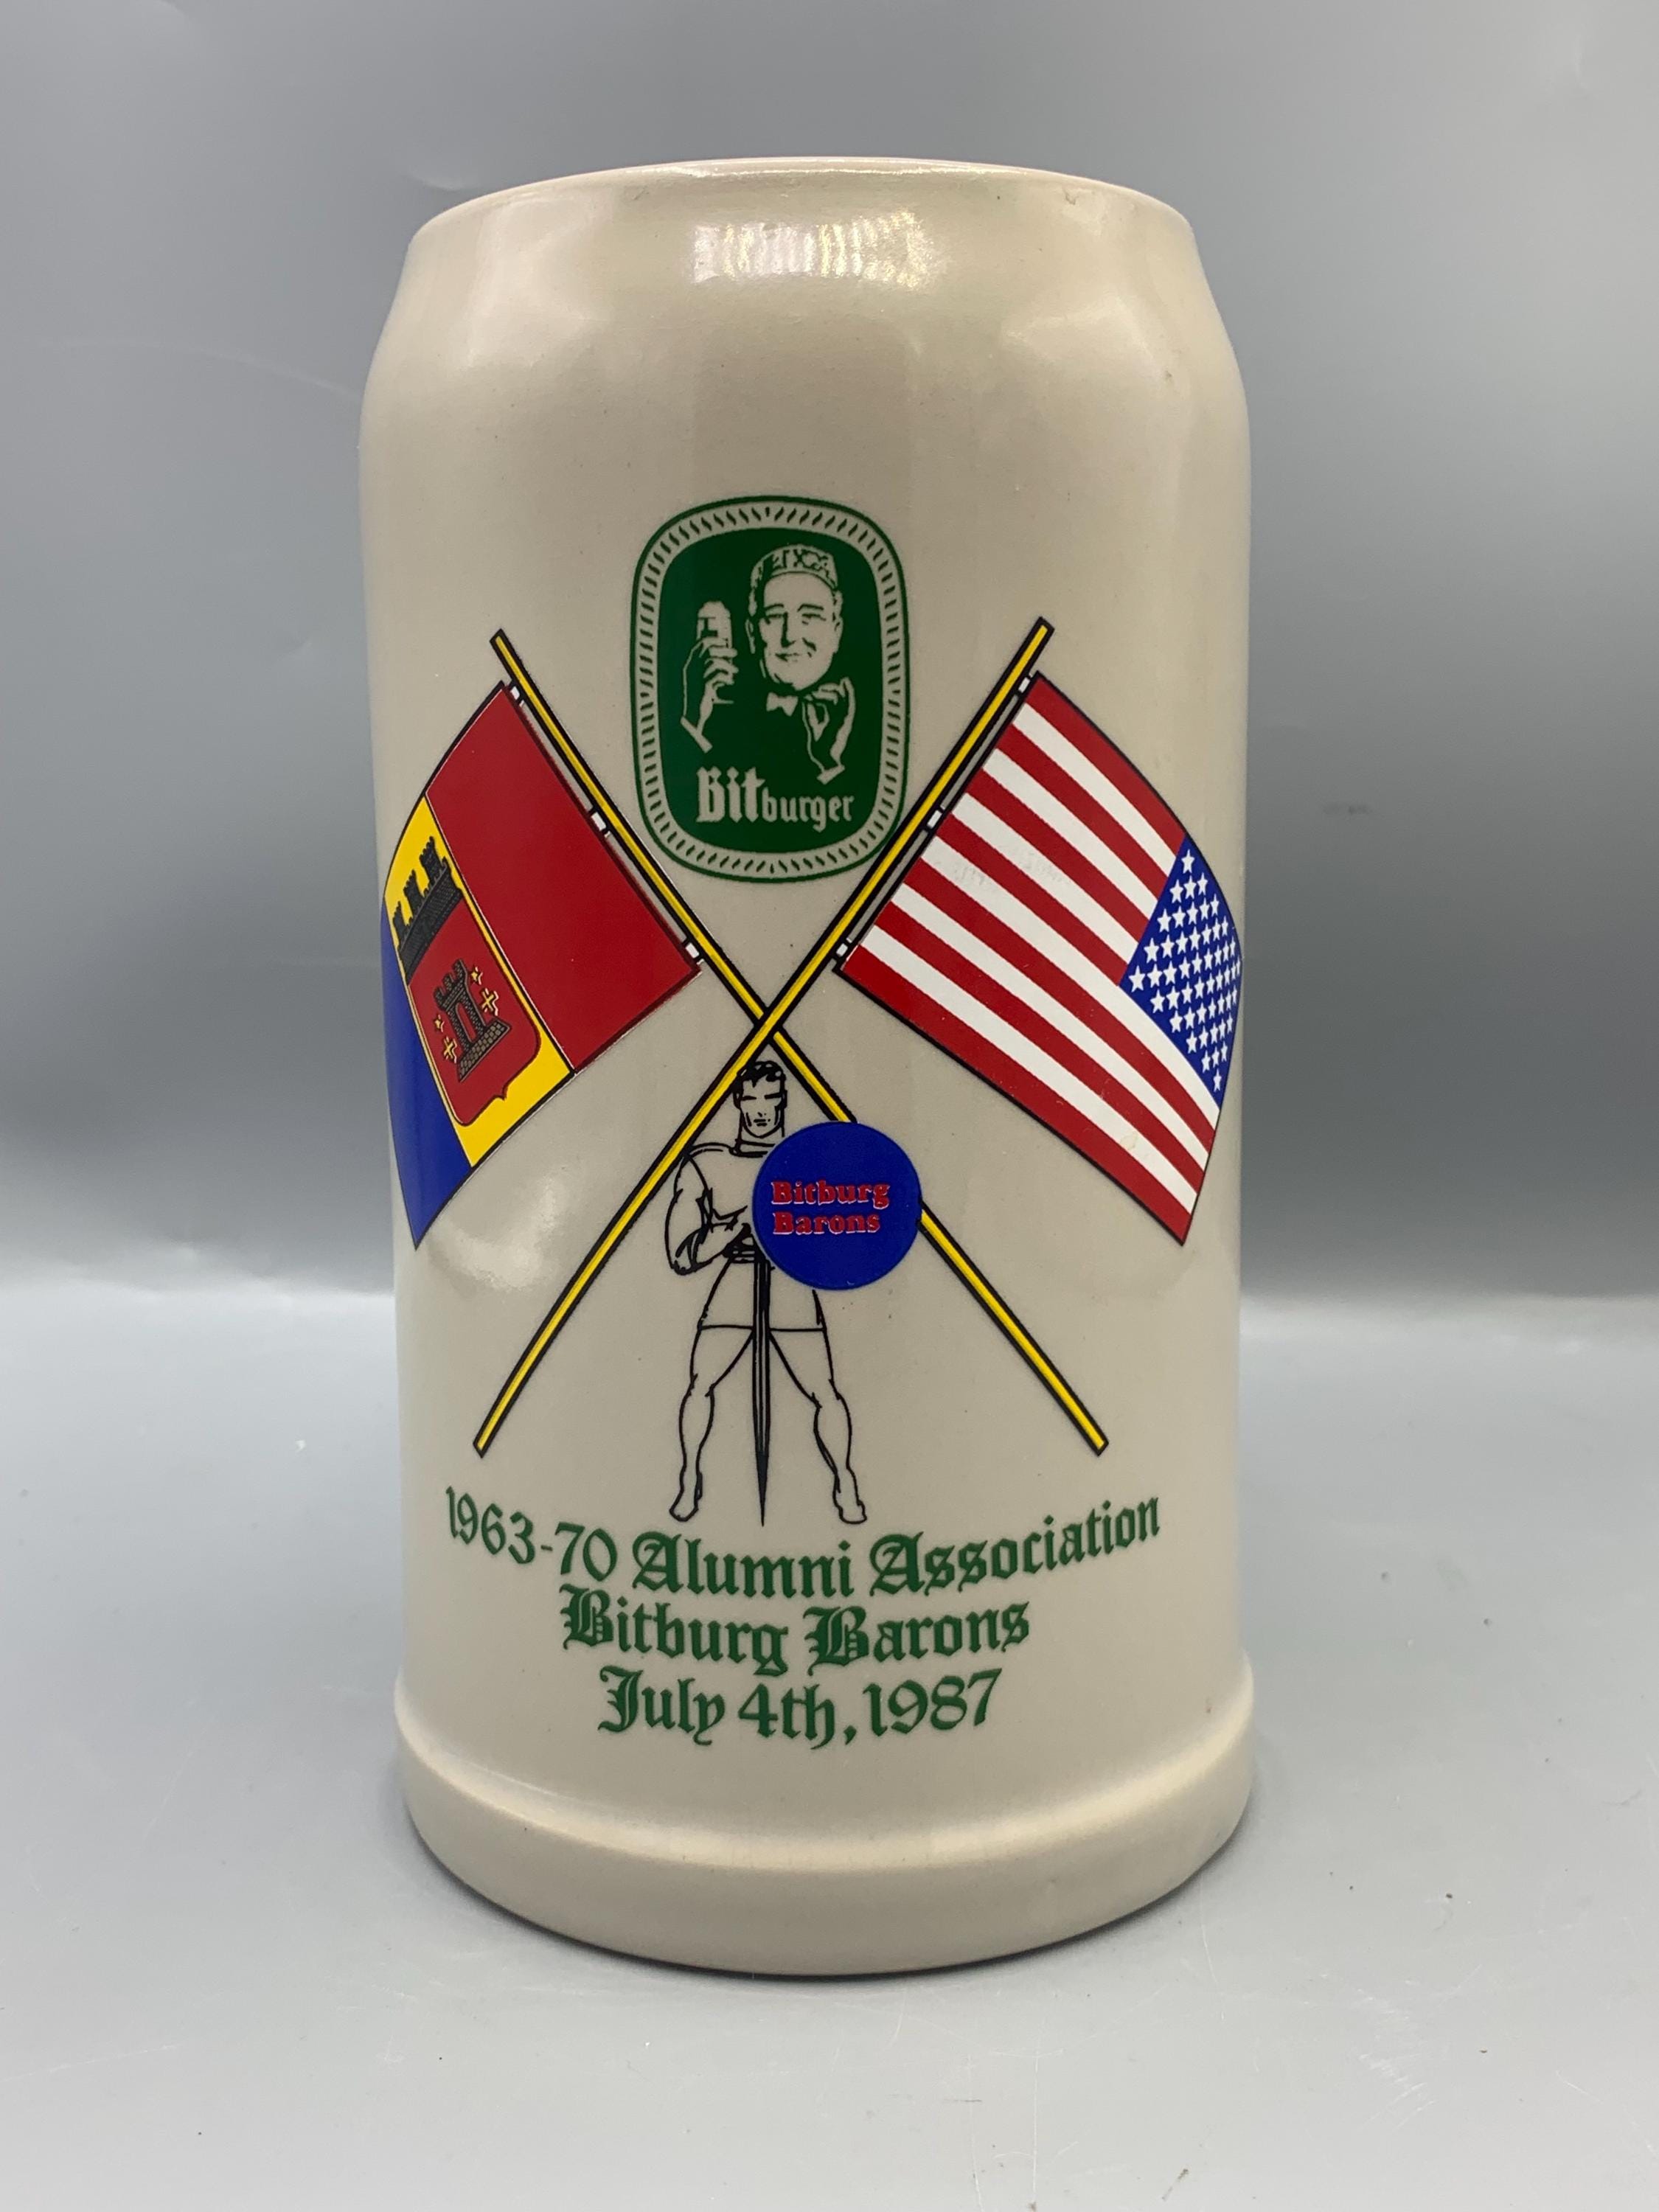 Bitburger
Bitburg
Barons
1963-70 Alumni Association
Bitburg Barons
July 4th, 1987